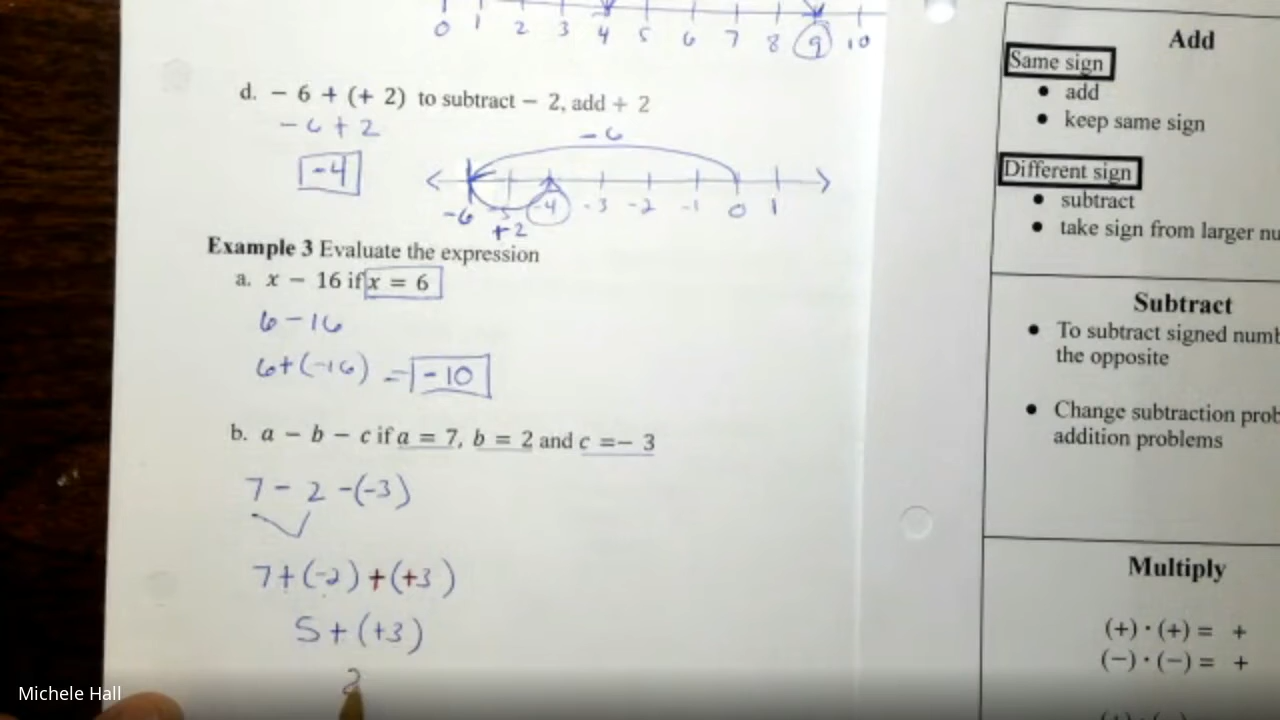 0 1 2 3 4 5 6 7 8 9 10
d. − 6 + (+ 2) to subtract − 2, add + 2
-6 + 2
-6
-4
-6 -5 -4 -3 -2 -1 0 1
+2
Example 3 Evaluate the expression
a. x − 16 if x = 6
6 - 16
6+(-16) = -10
b. a − b − c if a = 7, b = 2 and c =− 3
7 - 2 -(-3)
7+(-2)+(+3)
5+(+3)
Add
Same sign
● add
● keep same sign
Different sign
● subtract
● take sign from larger nu
Subtract
● To subtract signed numb
the opposite
● Change subtraction prob
addition problems
Multiply
(+) · (+) = +
(−) · (−) = +
Michele Hall